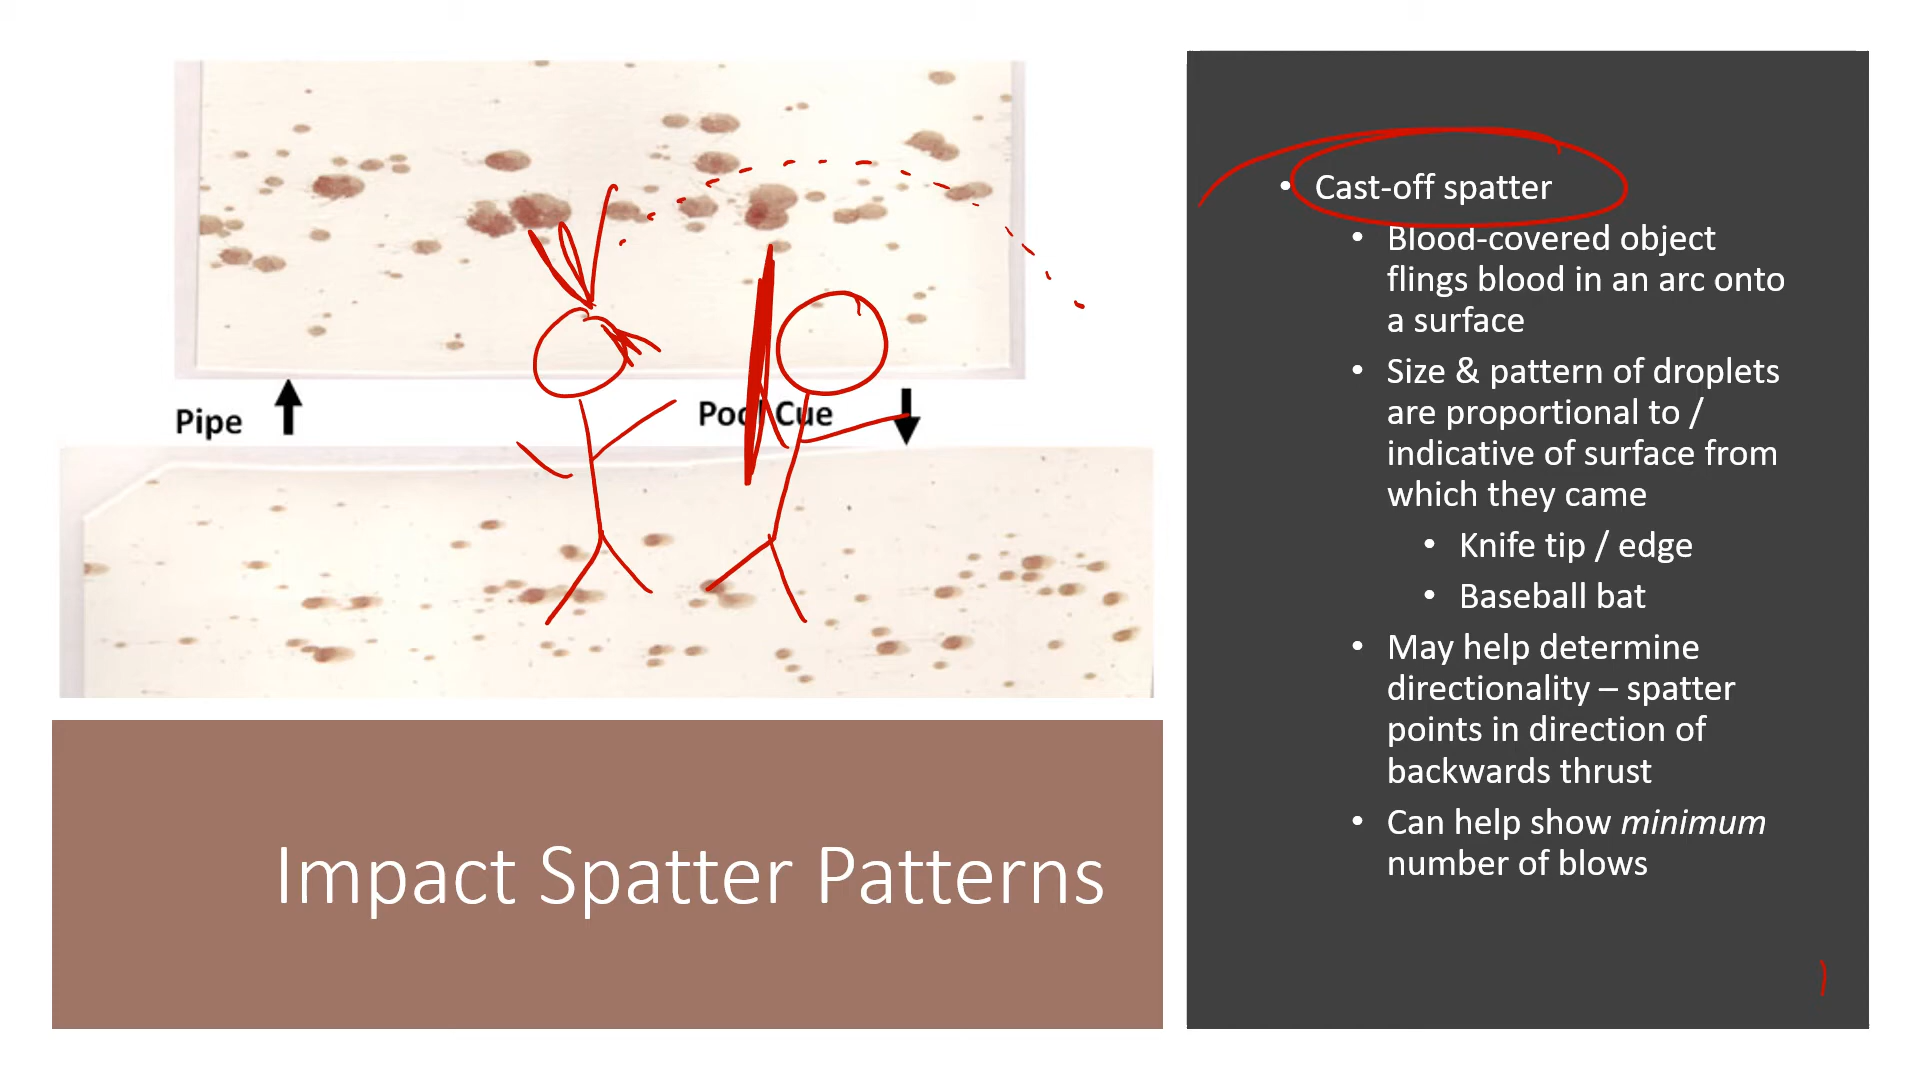 Pipe
Pool Cue
Impact Spatter Patterns
• Cast-off spatter
• Blood-covered object
flings blood in an arc onto
a surface
• Size & pattern of droplets
are proportional to /
indicative of surface from
which they came
• Knife tip / edge
• Baseball bat
• May help determine
directionality – spatter
points in direction of
backwards thrust
• Can help show minimum
number of blows